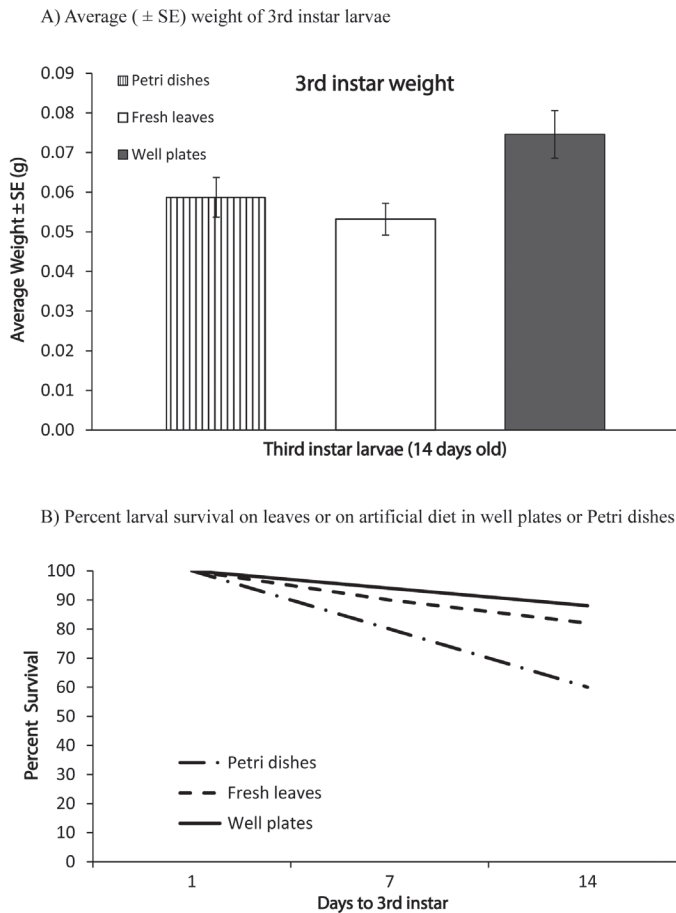 A) Average ( ± SE) weight of 3rd instar larvae
3rd instar weight
Petri dishes
Fresh leaves
Well plates
Average Weight ± SE (g)
0.09
0.08
0.07
0.06
0.05
0.04
0.03
0.02
0.01
0.00
Third instar larvae (14 days old)
B) Percent larval survival on leaves or on artificial diet in well plates or Petri dishes
Percent Survival
100
90
80
70
60
50
40
30
20
10
0
Petri dishes
Fresh leaves
Well plates
1 7 14
Days to 3rd instar